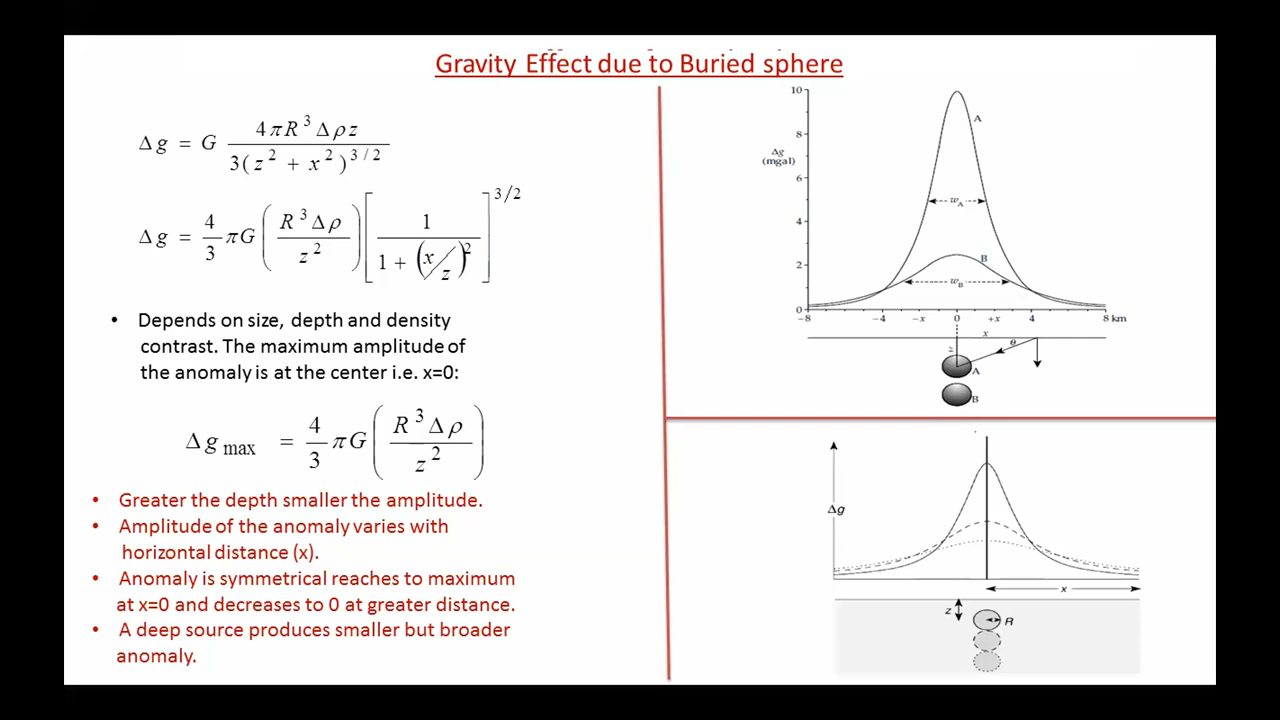 Gravity Effect due to Buried sphere
Δg = G 4πR³Δρz / 3(z² + x²)^3/2
Δg = 4/3 πG (R³Δρ / z²) [1 / 1 + (x/z)²]^3/2
• Depends on size, depth and density
contrast. The maximum amplitude of
the anomaly is at the center i.e. x=0:
Δg max = 4/3 πG (R³Δρ / z²)
• Greater the depth smaller the amplitude.
• Amplitude of the anomaly varies with
horizontal distance (x).
• Anomaly is symmetrical reaches to maximum
at x=0 and decreases to 0 at greater distance.
• A deep source produces smaller but broader
anomaly.
10
8
Δg
(mgal)
6
4
2
0
A
w_A
B
w_B
−8 −4 −x 0 +x 4 8 km
x
z
θ
A
B
Δg
x
z
R